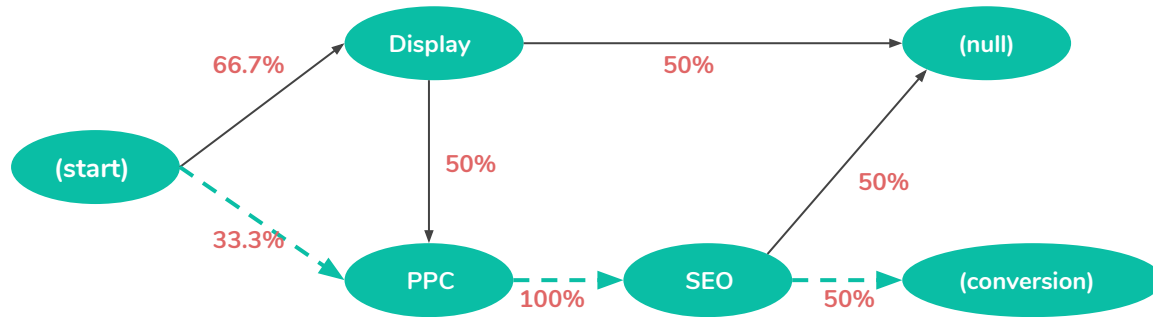 Display
(null)
66.7%
50%
(start)
50%
50%
33.3%
PPC
SEO
(conversion)
100%
50%